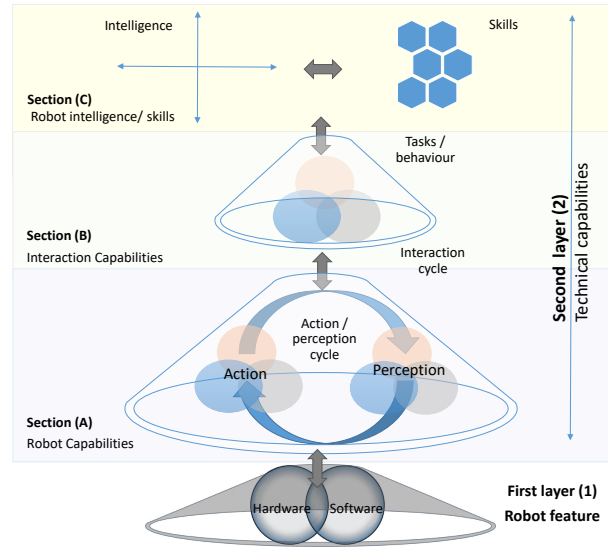 Intelligence
Skills
Section (C)
Robot intelligence/ skills
Tasks /
behaviour
Section (B)
Interaction Capabilities
Interaction
cycle
Second layer (2)
Technical capabilities
Action /
perception
cycle
Action
Perception
Section (A)
Robot Capabilities
Hardware
Software
First layer (1)
Robot feature